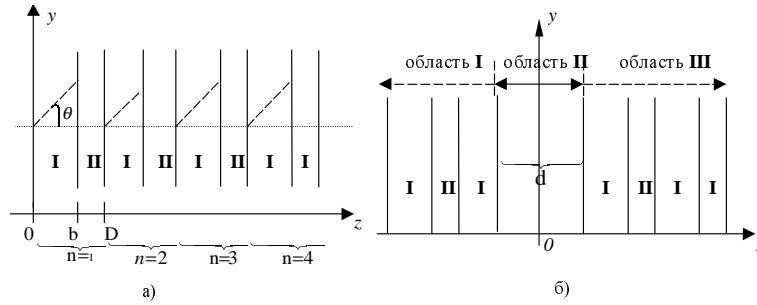 y
θ
I II I II I II I I
0 b D z
n=1 n=2 n=3 n=4
а)
y
область I область II область III
d
I II I I II I I
0
б)